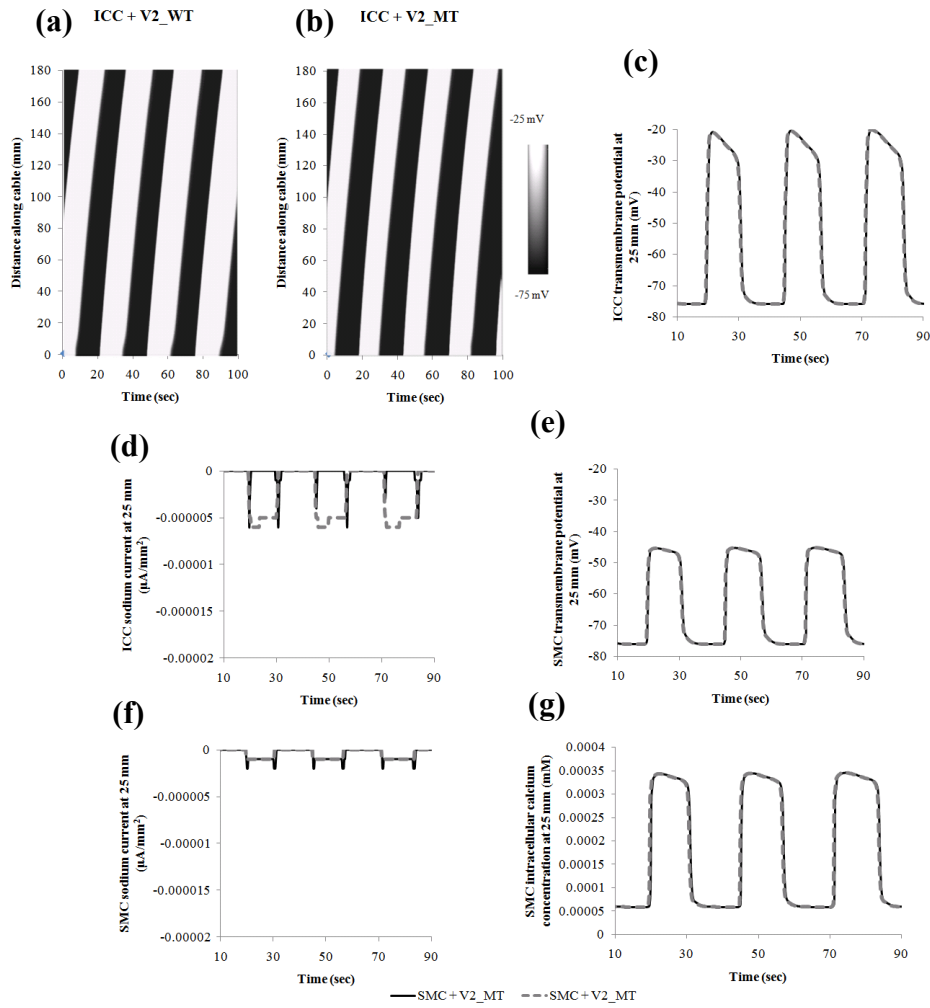 (a) ICC + V2_WT
(b) ICC + V2_MT
(c)
Distance along cable (mm)
180
160
140
120
100
80
60
40
20
0
0 20 40 60 80 100
Time (sec)
180
160
140
120
100
80
60
40
20
0
0 20 40 60 80 100
Time (sec)
-25 mV
-75 mV
ICC transmembrane potential at
25 mm (mV)
-20
-30
-40
-50
-60
-70
-80
10 30 50 70 90
Time (sec)
(d)
ICC sodium current at 25 mm
(µA/mm²)
0
-0.000005
-0.00001
-0.000015
-0.00002
10 30 50 70 90
Time (sec)
(e)
SMC transmembrane potential at
25 mm (mV)
-20
-30
-40
-50
-60
-70
-80
10 30 50 70 90
Time (sec)
(f)
SMC sodium current at 25 mm
(µA/mm²)
0
-0.000005
-0.00001
-0.000015
-0.00002
10 30 50 70 90
Time (sec)
(g)
SMC intracellular calcium
concentration at 25 mm (mM)
0.0004
0.00035
0.0003
0.00025
0.0002
0.00015
0.0001
0.00005
0
10 30 50 70 90
Time (sec)
SMC + V2_MT SMC + V2_MT